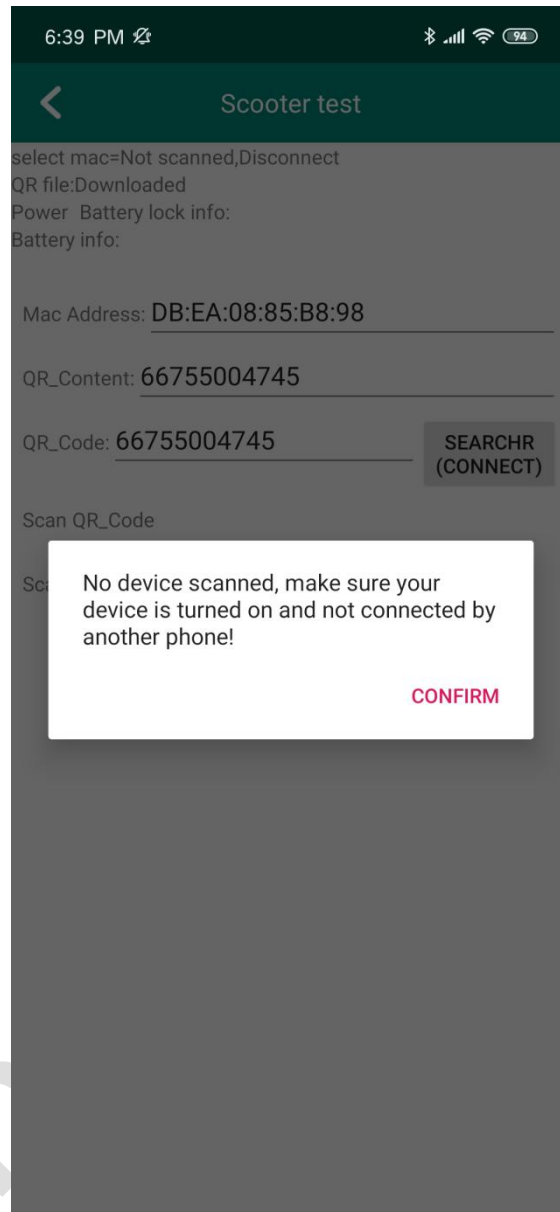 6:39 PM 94
Scooter test
select mac=Not scanned,Disconnect
QR file:Downloaded
Power Battery lock info:
Battery info:
Mac Address: DB:EA:08:85:B8:98
QR_Content: 66755004745
QR_Code: 66755004745
SEARCHR
(CONNECT)
Scan QR_Code
No device scanned, make sure your
device is turned on and not connected by
another phone!
CONFIRM